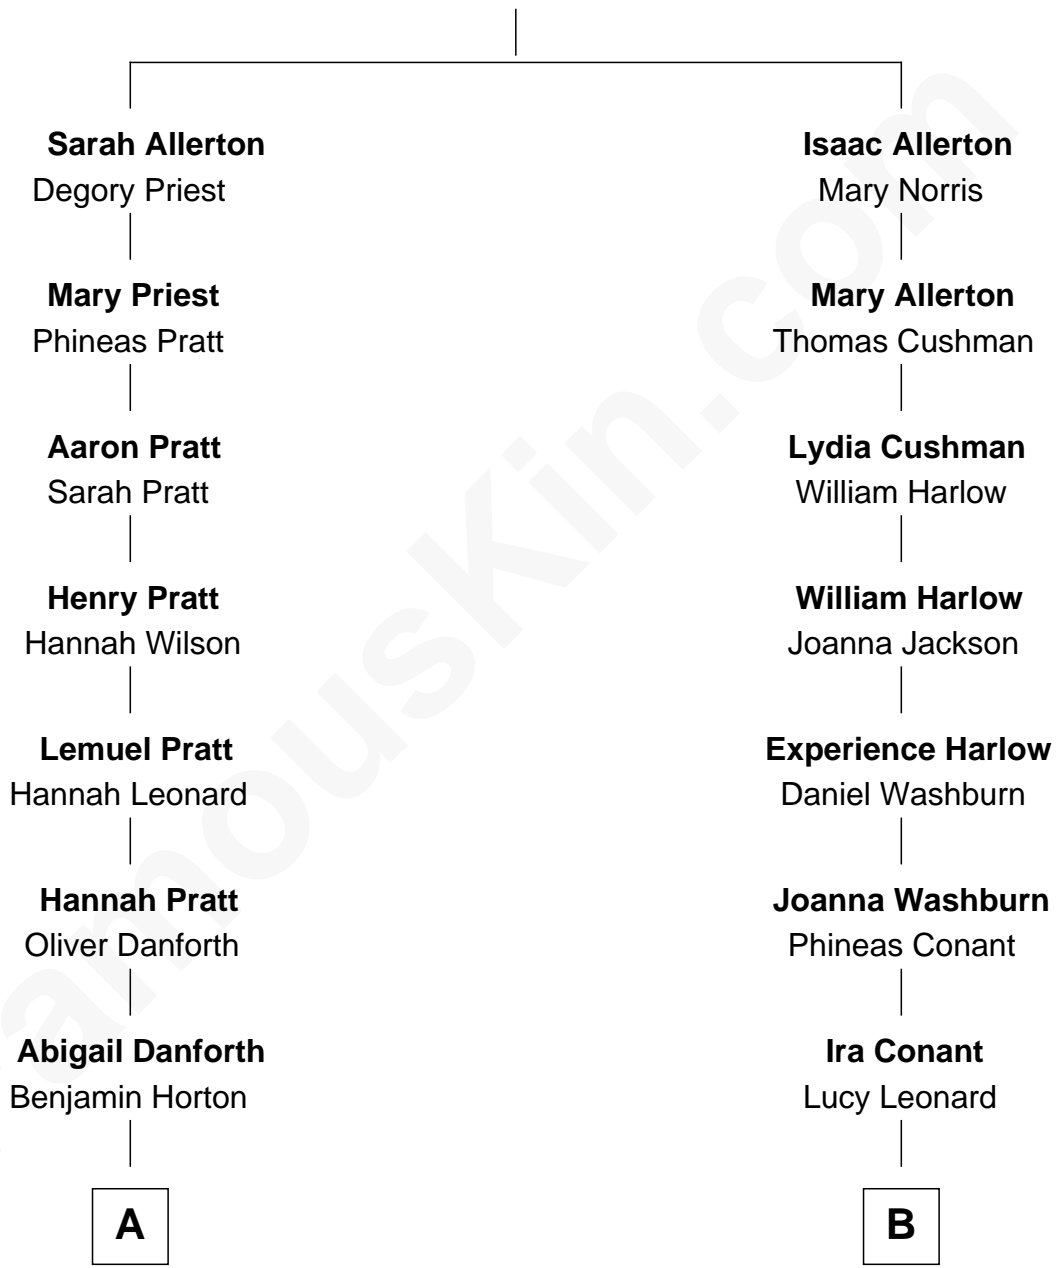 Sarah Allerton
Degory Priest
Mary Priest
Phineas Pratt
Aaron Pratt
Sarah Pratt
Henry Pratt
Hannah Wilson
Lemuel Pratt
Hannah Leonard
Hannah Pratt
Oliver Danforth
Abigail Danforth
Benjamin Horton
A
Isaac Allerton
Mary Norris
Mary Allerton
Thomas Cushman
Lydia Cushman
William Harlow
William Harlow
Joanna Jackson
Experience Harlow
Daniel Washburn
Joanna Washburn
Phineas Conant
Ira Conant
Lucy Leonard
B
amouskin.com